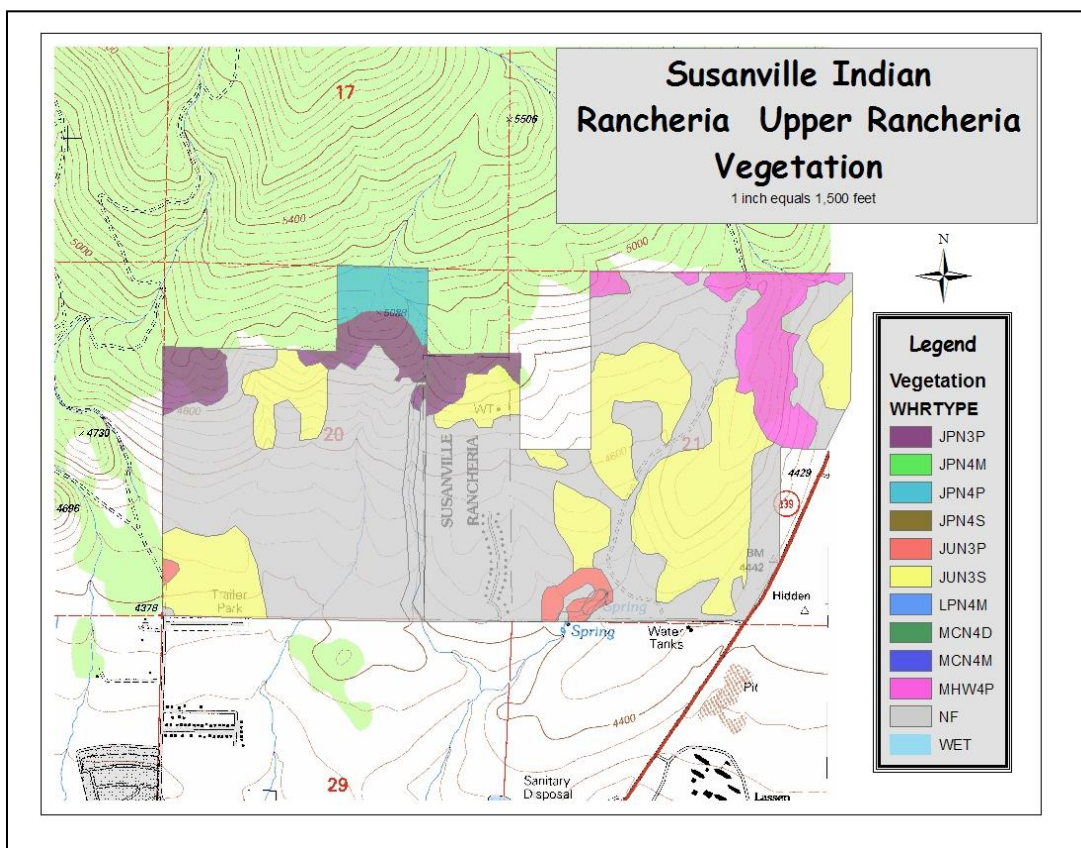 Susanville Indian
Rancheria Upper Rancheria
Vegetation
1 inch equals 1,500 feet
17
5506
5400
5000
5000
N
5088
4800
4730
WT
20
21
4600
4696
SUSANVILLE
RANCHERIA
4429
139
BM
4442
Trailer
Park
4378
Hidden
Spring
Spring
Water
Tanks
Pit
4400
29
Sanitary
Disposal
Lassen
Legend
Vegetation
WHRTYPE
JPN3P
JPN4M
JPN4P
JPN4S
JUN3P
JUN3S
LPN4M
MCN4D
MCN4M
MHW4P
NF
WET